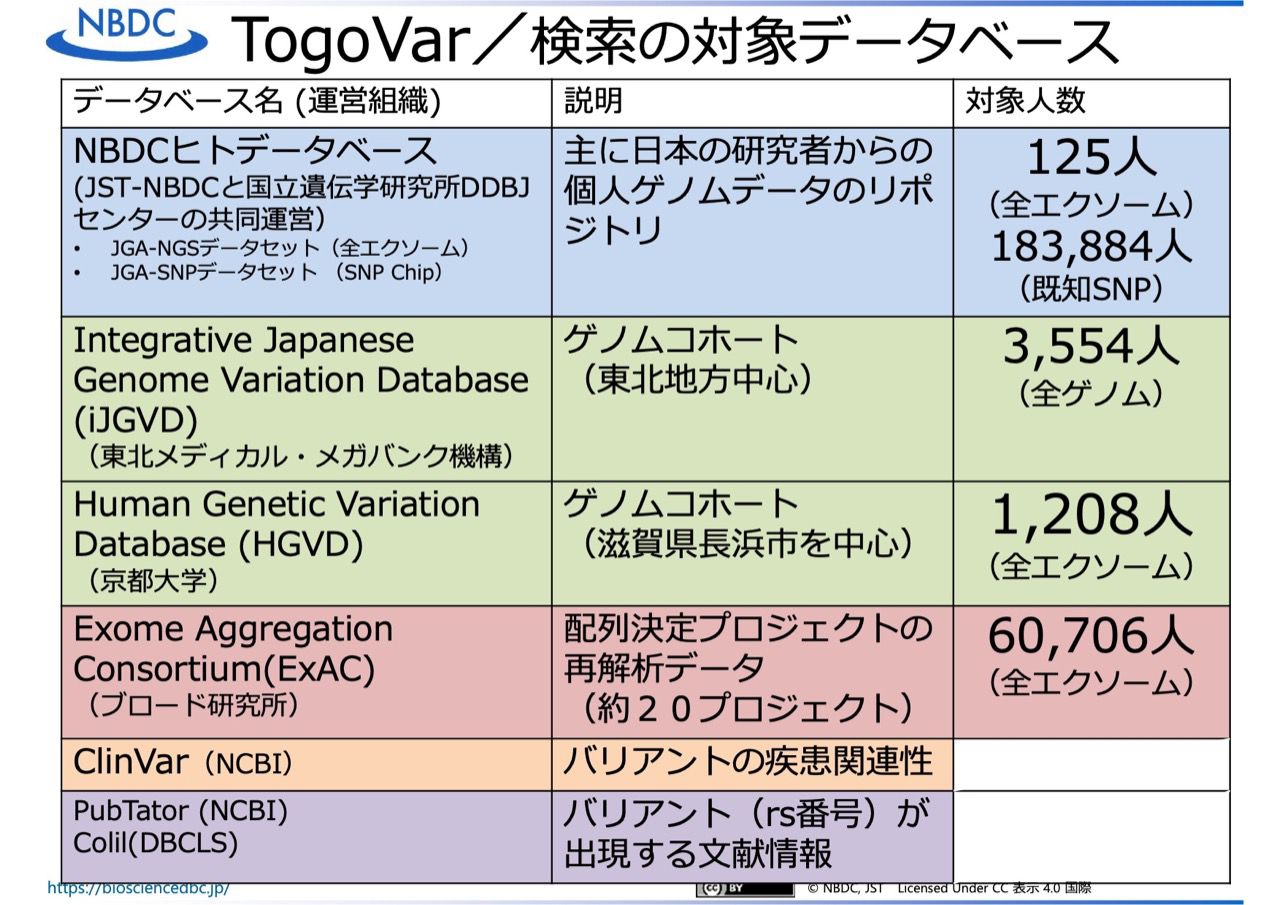 NBDC
TogoVar／検索の対象データベース
データベース名 (運営組織)
説明
対象人数
NBDCヒトデータベース
(JST-NBDCと国立遺伝学研究所DDBJ
センターの共同運営)
• JGA-NGSデータセット（全エクソーム）
• JGA-SNPデータセット （SNP Chip）
主に日本の研究者からの
個人ゲノムデータのリポ
ジトリ
125人
（全エクソーム）
183,884人
（既知SNP）
Integrative Japanese
Genome Variation Database
(iJGVD)
（東北メディカル・メガバンク機構）
ゲノムコホート
（東北地方中心）
3,554人
（全ゲノム）
Human Genetic Variation
Database (HGVD)
（京都大学）
ゲノムコホート
（滋賀県長浜市を中心）
1,208人
（全エクソーム）
Exome Aggregation
Consortium(ExAC)
（ブロード研究所）
配列決定プロジェクトの
再解析データ
（約２０プロジェクト）
60,706人
（全エクソーム）
ClinVar（NCBI）
バリアントの疾患関連性
PubTator (NCBI)
Colil(DBCLS)
バリアント（rs番号）が
出現する文献情報
https://biosciencedbc.jp/
cc BY
© NBDC, JST Licensed Under CC 表示 4.0 国際